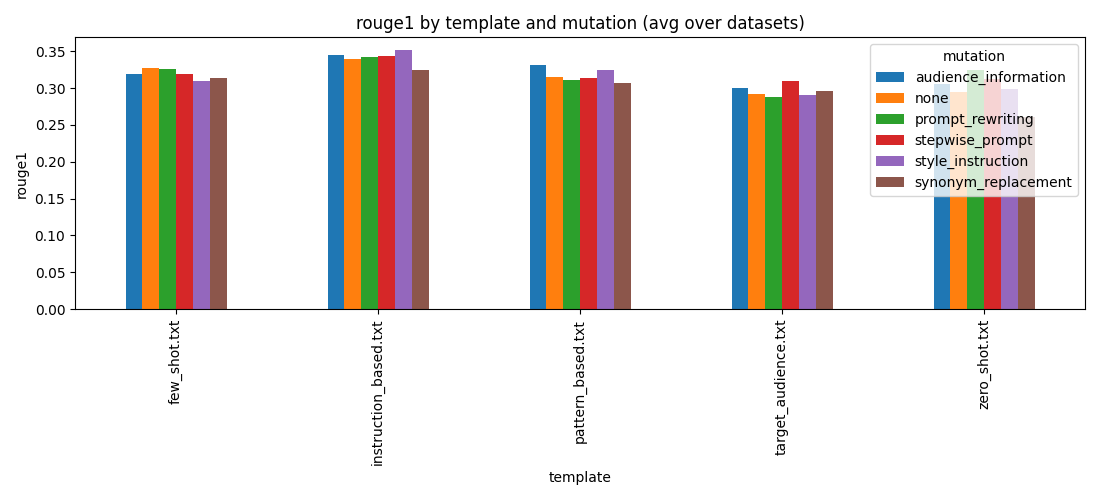 rouge1 by template and mutation (avg over datasets)
rouge1
0.35
0.30
0.25
0.20
0.15
0.10
0.05
0.00
mutation
audience_information
none
prompt_rewriting
stepwise_prompt
style_instruction
synonym_replacement
few_shot.txt
instruction_based.txt
pattern_based.txt
target_audience.txt
zero_shot.txt
template